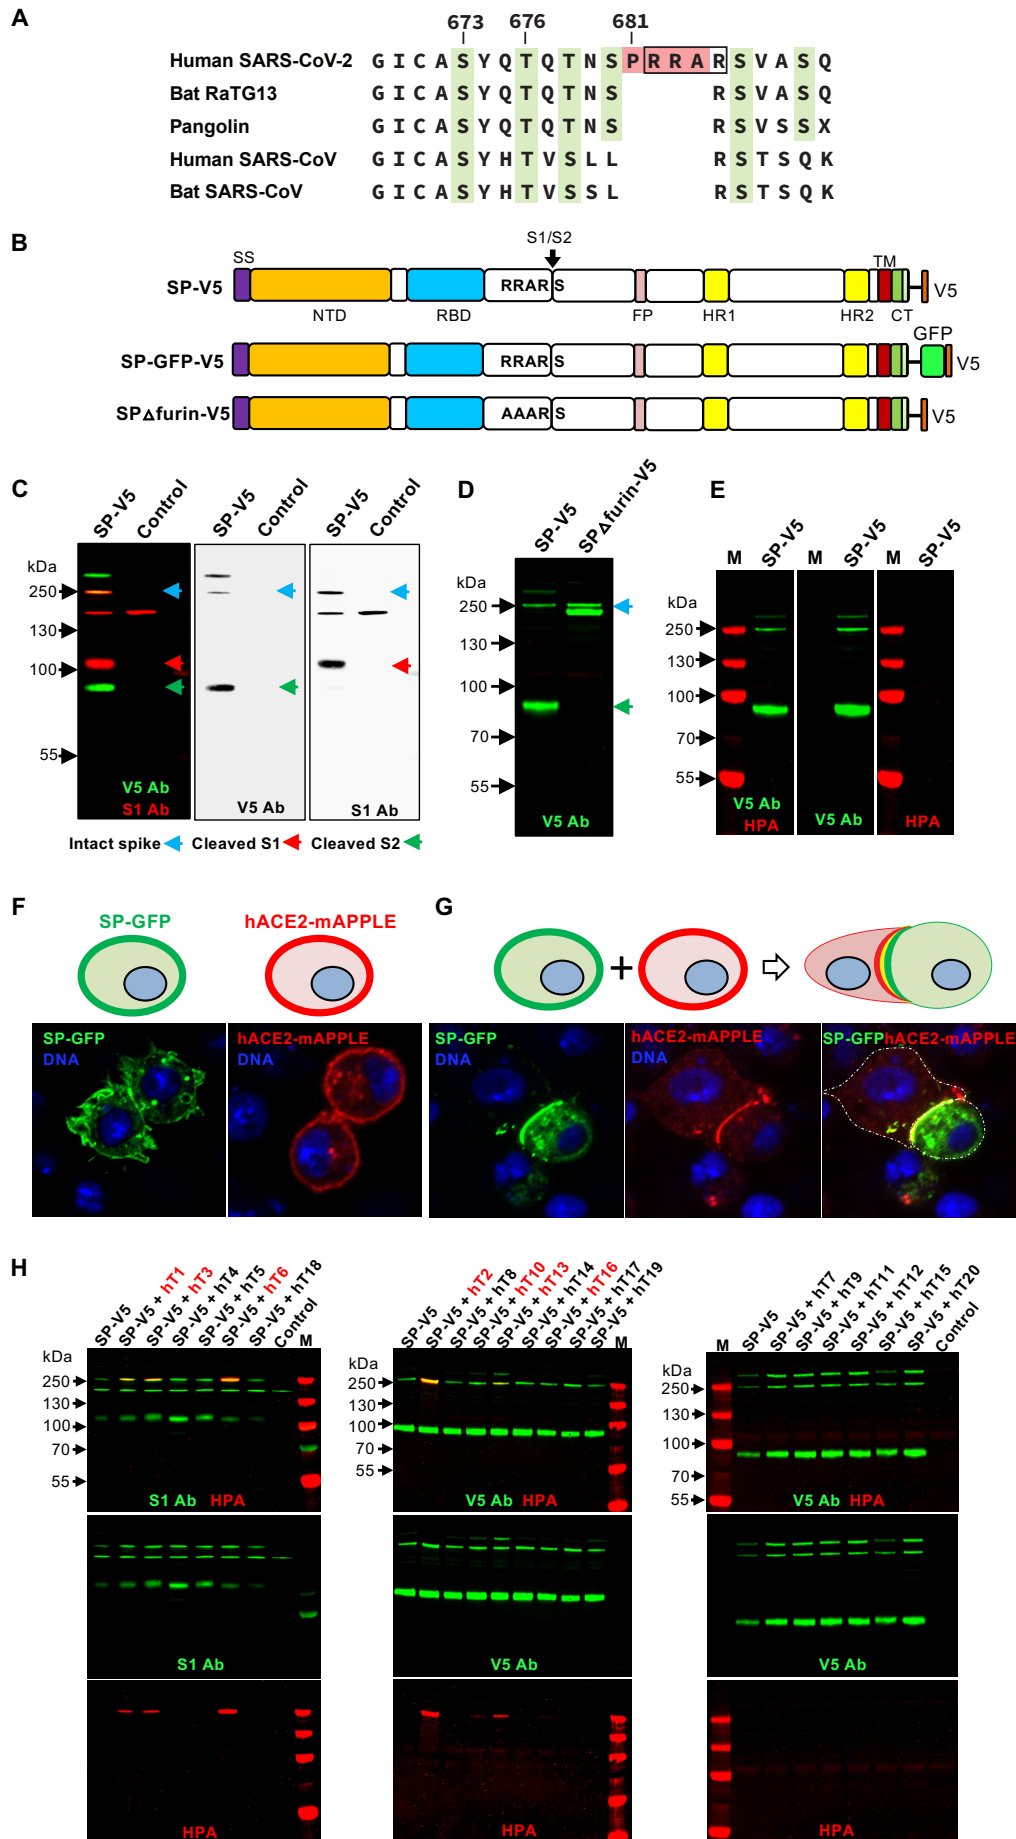 A
673 676 681
Human SARS-CoV-2 G I C A S Y Q T Q T N S P R R A R S V A S Q
Bat RaTG13 G I C A S Y Q T Q T N S R S V A S Q
Pangolin G I C A S Y Q T Q T N S R S V S S X
Human SARS-CoV G I C A S Y H T V S L L R S T S Q K
Bat SARS-CoV G I C A S Y H T V S S L R S T S Q K
B
S1/S2
SS TM
SP-V5 RRAR S V5
NTD RBD FP HR1 HR2 CT
GFP
SP-GFP-V5 RRAR S V5
SPΔfurin-V5 AAAR S V5
C
SP-V5 Control SP-V5 Control SP-V5 Control
kDa
250
130
100
55
V5 Ab
S1 Ab
V5 Ab
S1 Ab
Intact spike Cleaved S1 Cleaved S2
D
SP-V5 SPΔfurin-V5
kDa
250
130
100
70
55
V5 Ab
E
M SP-V5 M SP-V5 M SP-V5
kDa
250
130
100
70
55
V5 Ab
HPA
V5 Ab
HPA
F
SP-GFP hACE2-mAPPLE
SP-GFP
DNA
hACE2-mAPPLE
DNA
G
+
SP-GFP
DNA
hACE2-mAPPLE
DNA
SP-GFP hACE2-mAPPLE
H
SP-V5
SP-V5 + hT1
SP-V5 + hT3
SP-V5 + hT4
SP-V5 + hT5
SP-V5 + hT6
SP-V5 + hT18
Control
M
kDa
250
130
100
70
55
S1 Ab HPA
S1 Ab
HPA
SP-V5
SP-V5 + hT2
SP-V5 + hT8
SP-V5 + hT10
SP-V5 + hT13
SP-V5 + hT14
SP-V5 + hT16
SP-V5 + hT17
SP-V5 + hT19
M
kDa
250
130
100
70
55
V5 Ab HPA
V5 Ab
HPA
M
SP-V5
SP-V5 + hT7
SP-V5 + hT9
SP-V5 + hT11
SP-V5 + hT12
SP-V5 + hT15
SP-V5 + hT20
Control
kDa
250
130
100
70
55
V5 Ab HPA
V5 Ab
HPA